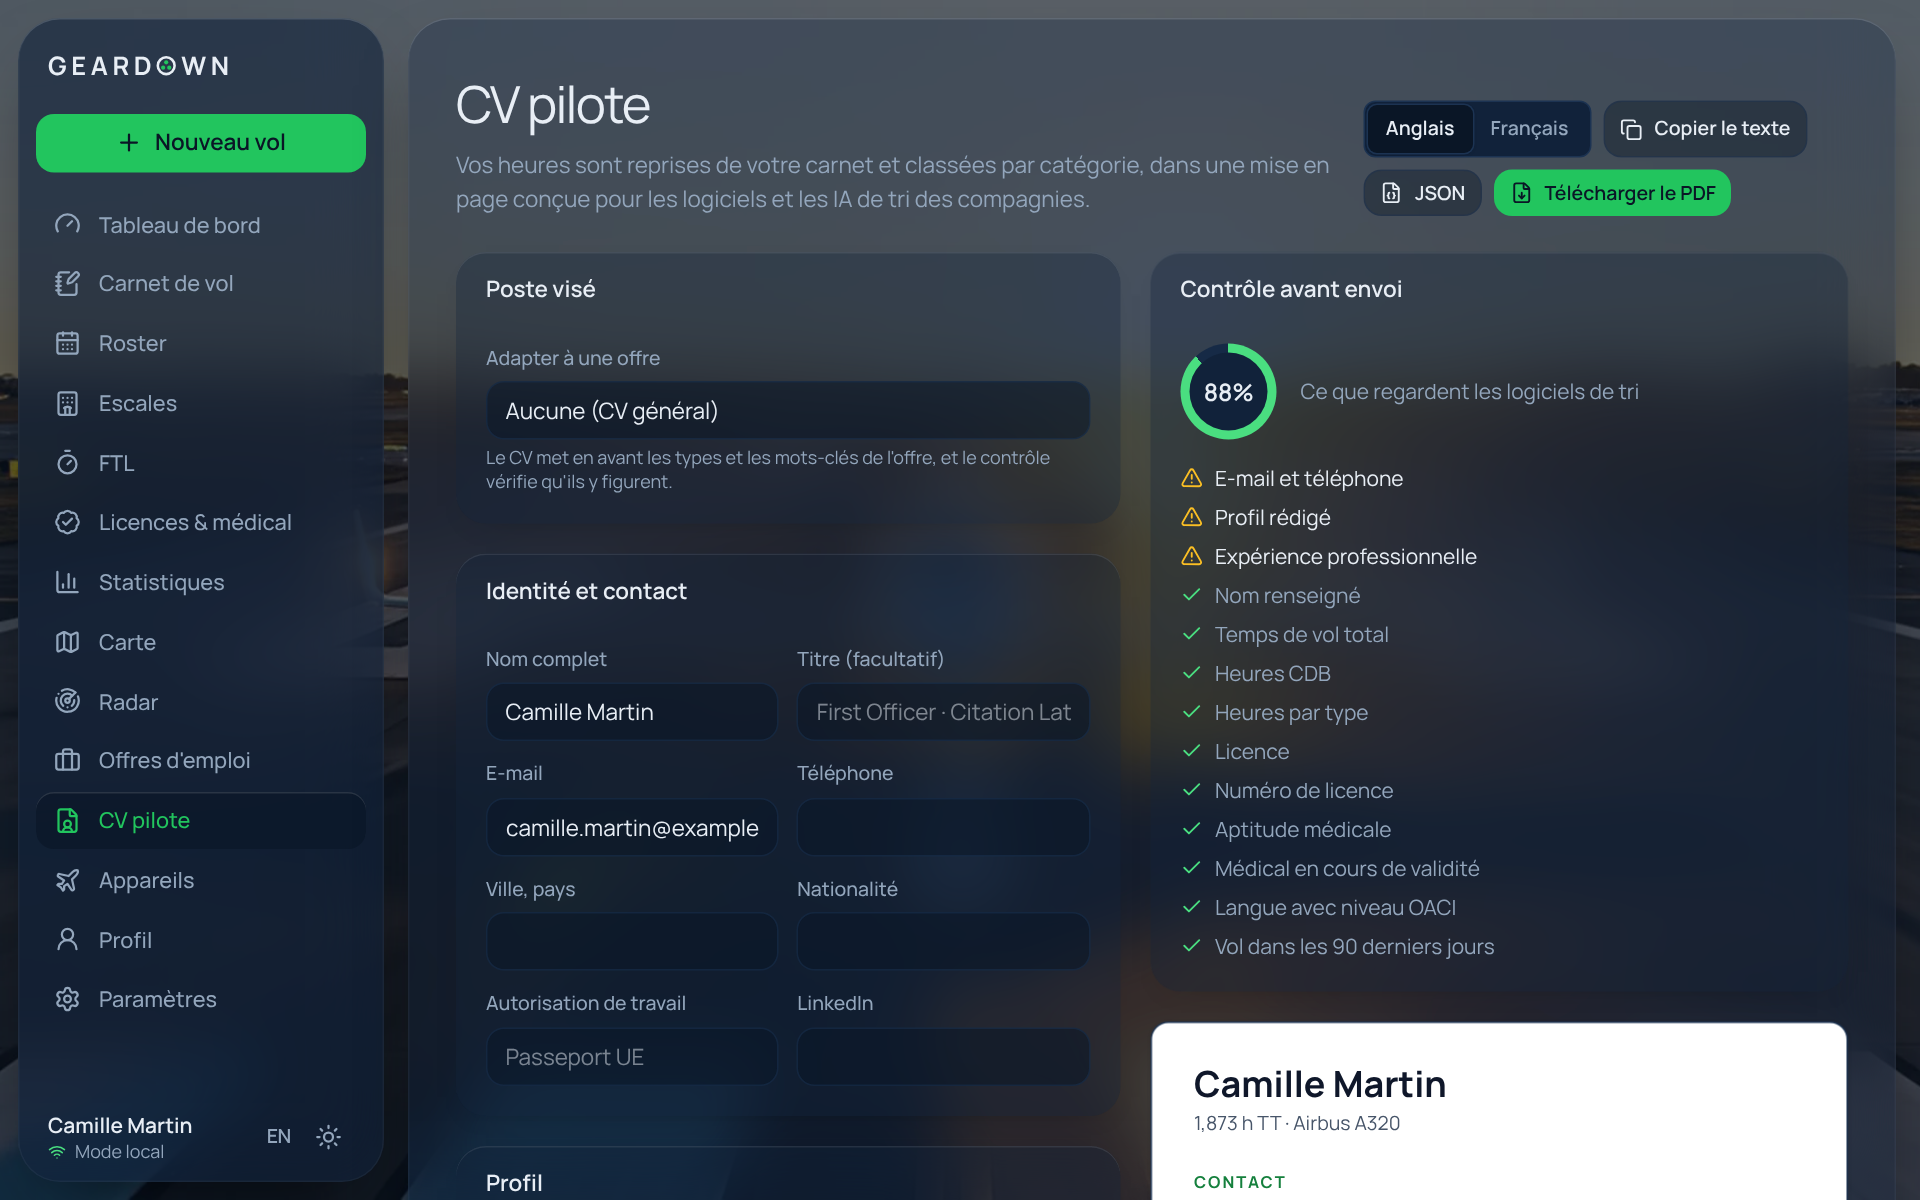 GEARDOWN
Nouveau vol
Tableau de bord
Carnet de vol
Roster
Escales
FTL
Licences & médical
Statistiques
Carte
Radar
Offres d'emploi
CV pilote
Appareils
Profil
Paramètres
Camille Martin
Mode local
EN
CV pilote
Vos heures sont reprises de votre carnet et classées par catégorie, dans une mise en
page conçue pour les logiciels et les IA de tri des compagnies.
Anglais
Français
Copier le texte
JSON
Télécharger le PDF
Poste visé
Adapter à une offre
Aucune (CV général)
Le CV met en avant les types et les mots-clés de l'offre, et le contrôle
vérifie qu'ils y figurent.
Identité et contact
Nom complet
Titre (facultatif)
Camille Martin
First Officer · Citation Lat
E-mail
Téléphone
camille.martin@example
Ville, pays
Nationalité
Autorisation de travail
LinkedIn
Passeport UE
Profil
Contrôle avant envoi
88%
Ce que regardent les logiciels de tri
E-mail et téléphone
Profil rédigé
Expérience professionnelle
Nom renseigné
Temps de vol total
Heures CDB
Heures par type
Licence
Numéro de licence
Aptitude médicale
Médical en cours de validité
Langue avec niveau OACI
Vol dans les 90 derniers jours
Camille Martin
1,873 h TT · Airbus A320
CONTACT